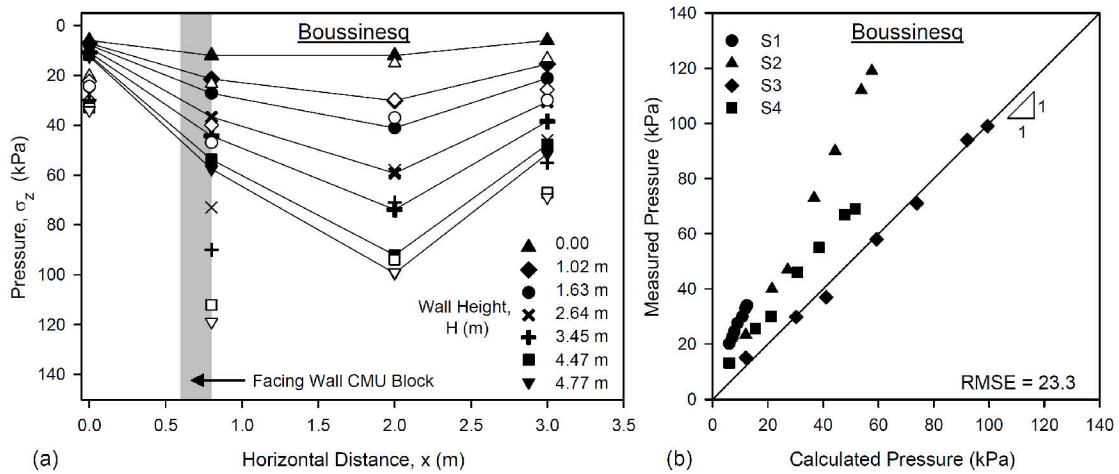 Boussinesq
0
20
40
60
80
100
120
140
Pressure, σz (kPa)
Wall Height,
H (m)
0.00
1.02 m
1.63 m
2.64 m
3.45 m
4.47 m
4.77 m
Facing Wall CMU Block
0.0 0.5 1.0 1.5 2.0 2.5 3.0 3.5
(a) Horizontal Distance, x (m)
Boussinesq
140
120
100
80
60
40
20
0
Measured Pressure (kPa)
S1
S2
S3
S4
1
1
RMSE = 23.3
0 20 40 60 80 100 120 140
(b) Calculated Pressure (kPa)